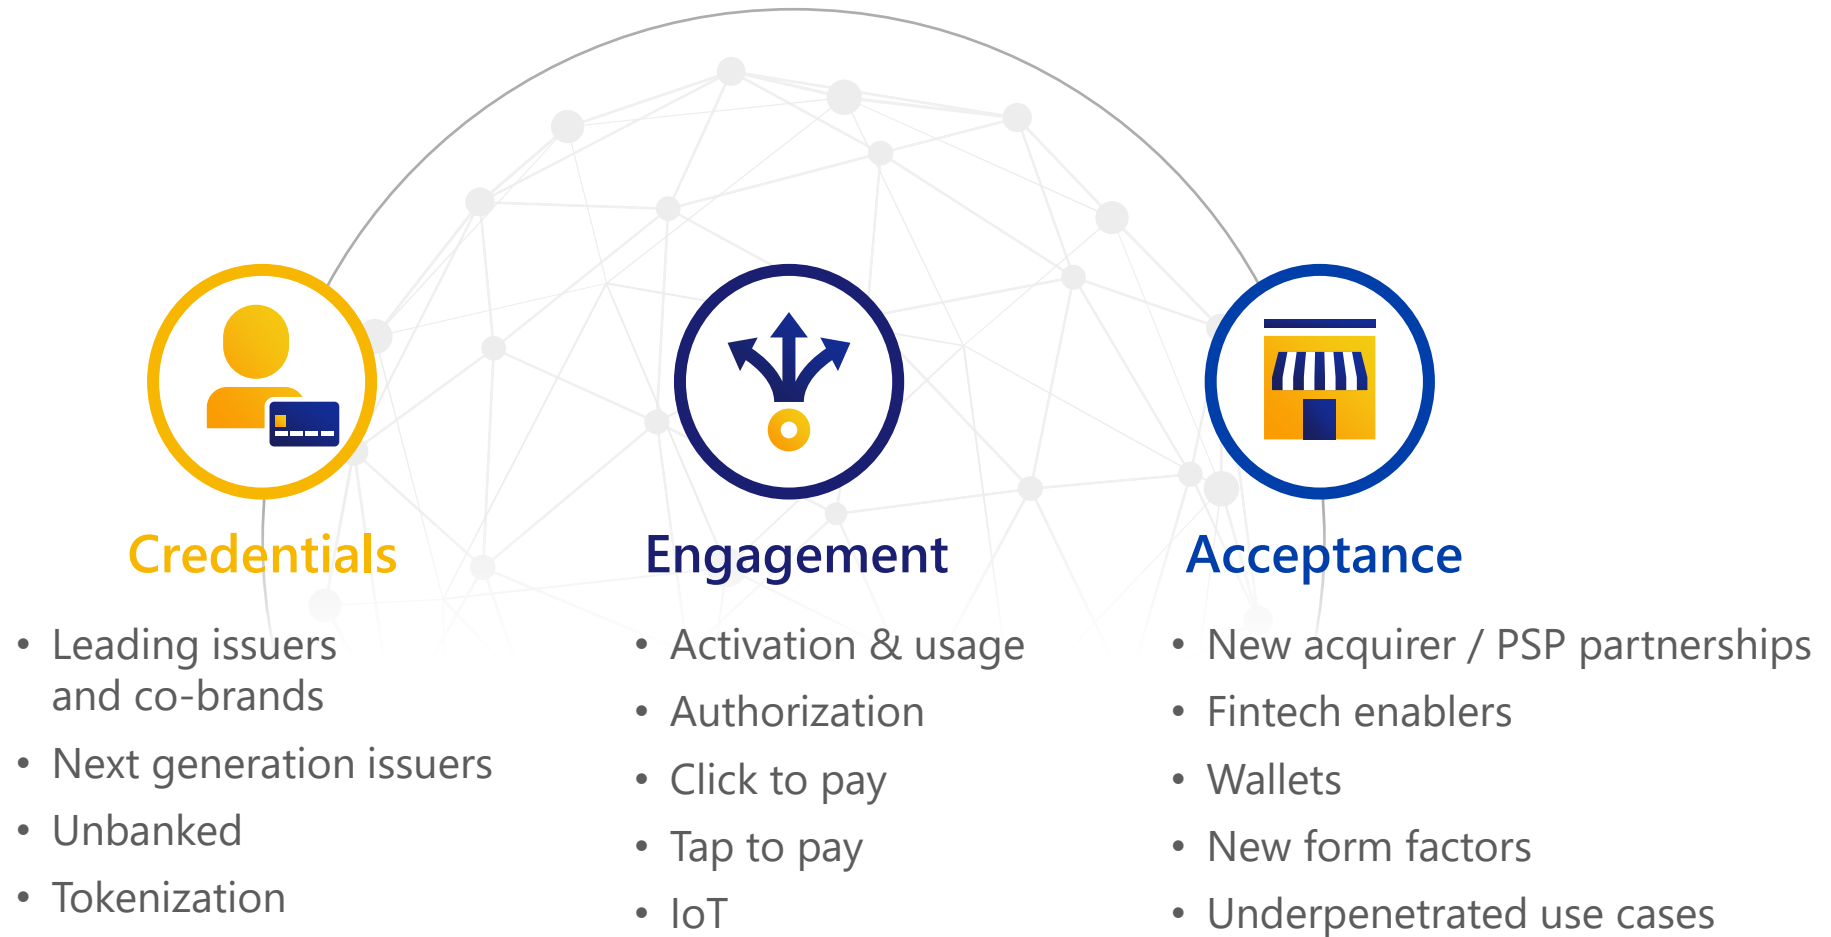 Credentials
• Leading issuers
and co-brands
• Next generation issuers
• Unbanked
• Tokenization
Engagement
• Activation & usage
• Authorization
• Click to pay
• Tap to pay
• IoT
Acceptance
• New acquirer / PSP partnerships
• Fintech enablers
• Wallets
• New form factors
• Underpenetrated use cases